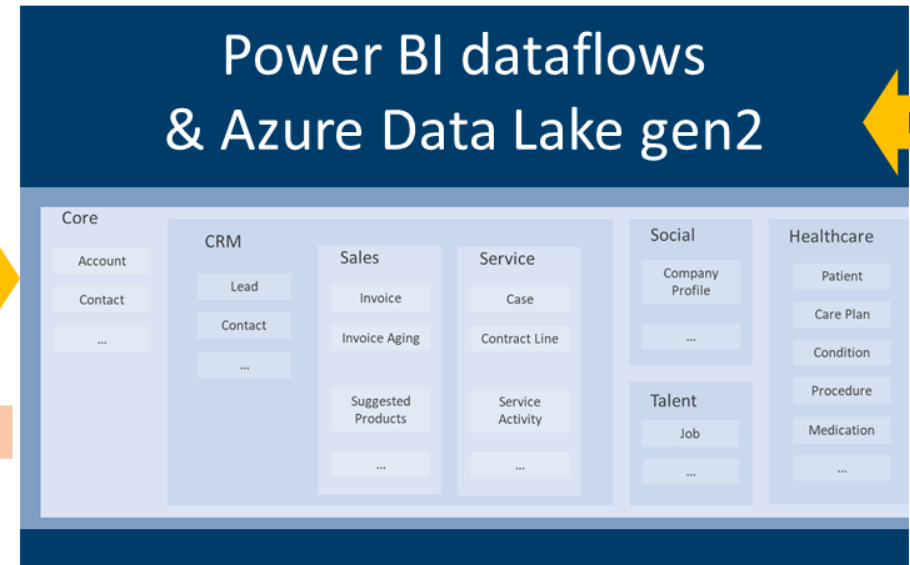 Power BI dataflows
& Azure Data Lake gen2
Core
Account
Contact
...
CRM
Lead
Contact
...
Sales
Invoice
Invoice Aging
Suggested
Products
...
Service
Case
Contract Line
Service
Activity
...
Social
Company
Profile
...
Talent
Job
...
Healthcare
Patient
Care Plan
Condition
Procedure
Medication
...